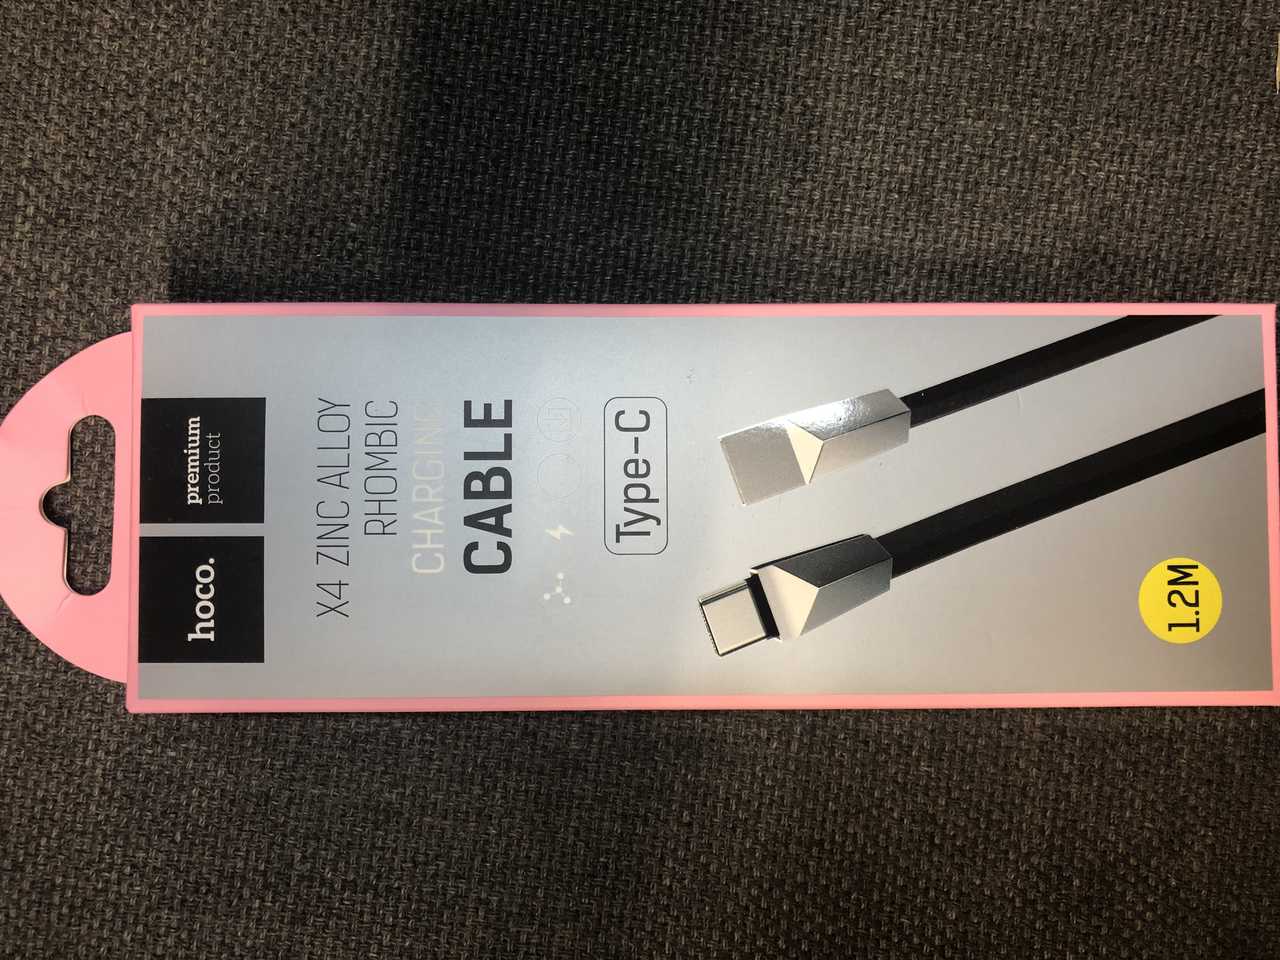 hoco.
premium
product
X4 ZINC ALLOY
RHOMBIC
CHARGING
CABLE
Type-C
1.2M